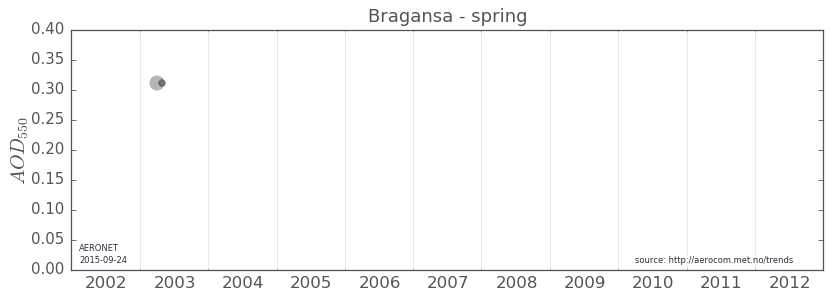 Bragansa - spring
0.40
0.35
0.30
0.25
0.20
0.15
0.10
0.05
0.00
AOD550
AERONET
2015-09-24
source: http://aerocom.met.no/trends
2002 2003 2004 2005 2006 2007 2008 2009 2010 2011 2012